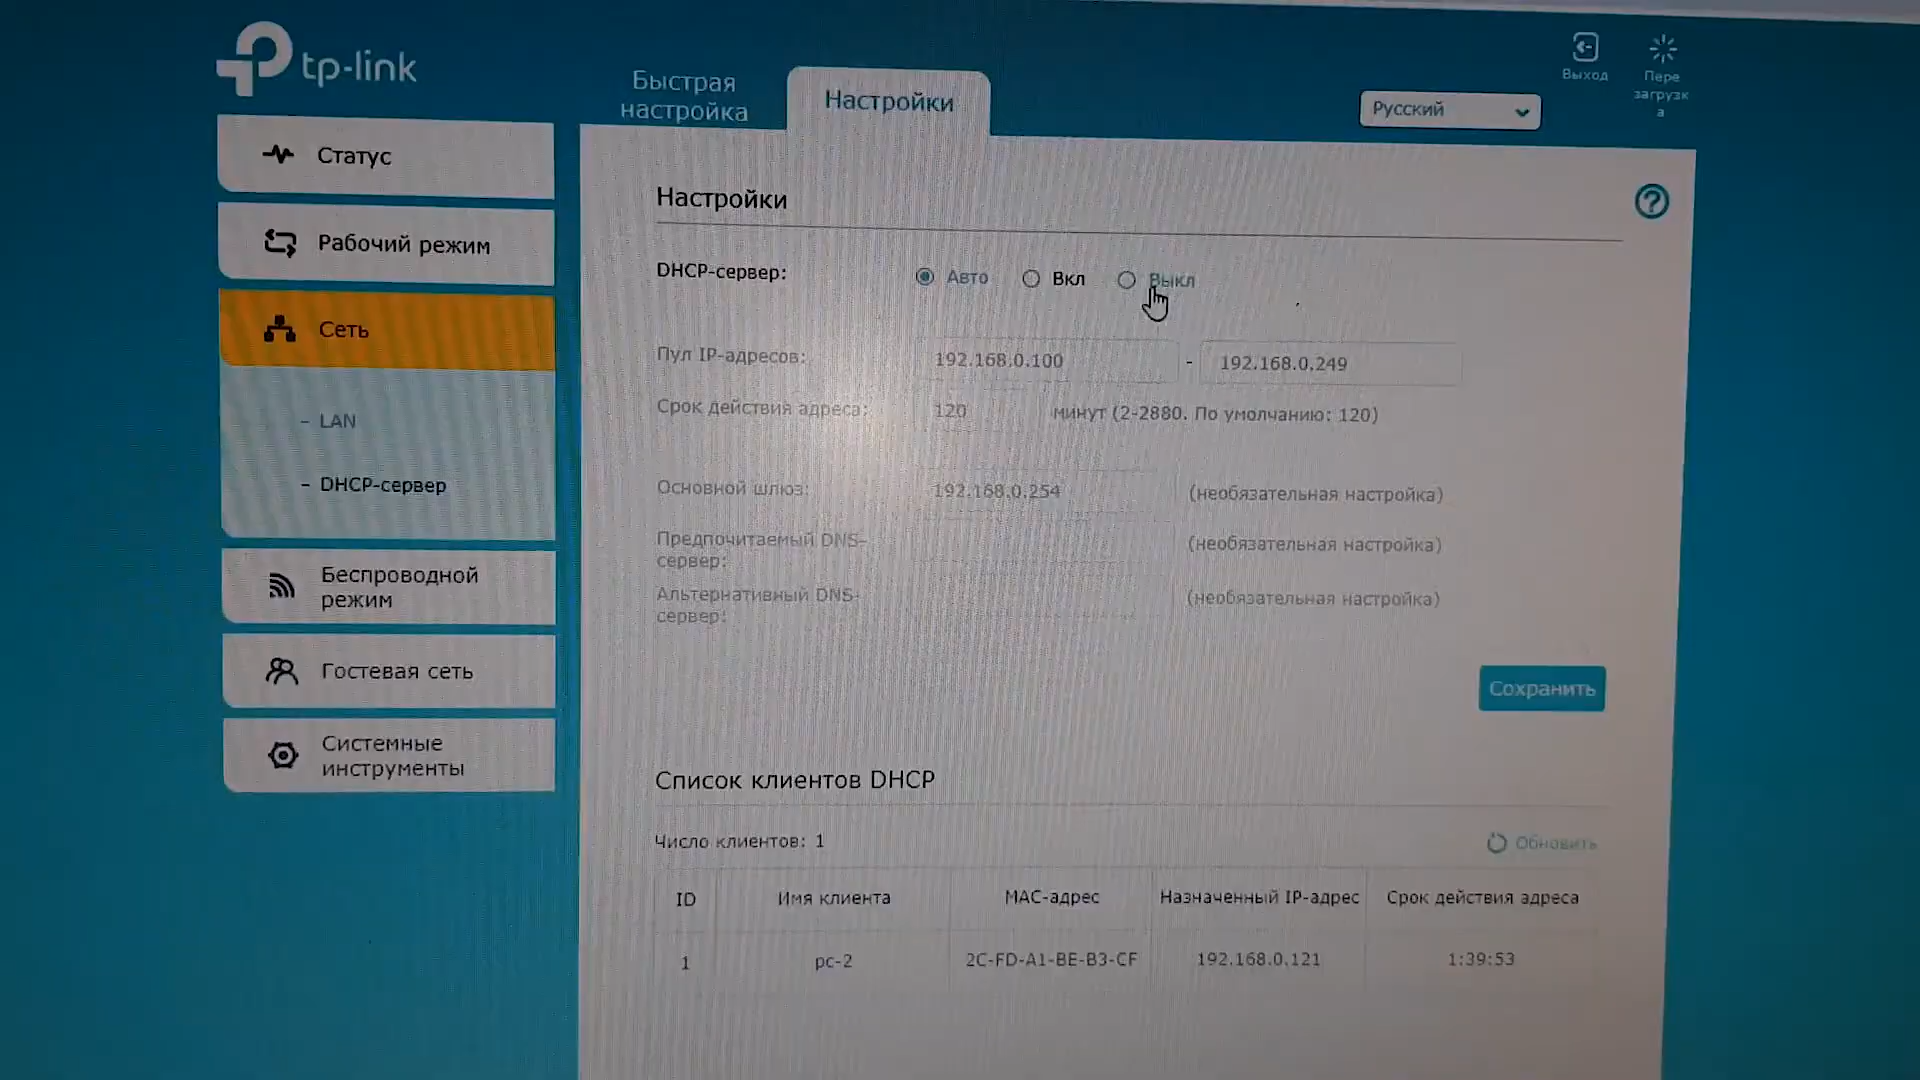 tp-link
Быстрая
настройка
Настройки
Русский
Выход
Пере
загрузк
а
Статус
Рабочий режим
Сеть
– LAN
– DHCP-сервер
Беспроводной
режим
Гостевая сеть
Системные
инструменты
Настройки
DHCP-сервер: Авто Вкл Выкл
Пул IP-адресов: 192.168.0.100 - 192.168.0.249
Срок действия адреса: 120 минут (2-2880. По умолчанию: 120)
Основной шлюз: 192.168.0.254 (необязательная настройка)
Предпочитаемый DNS-
сервер: (необязательная настройка)
Альтернативный DNS-
сервер: (необязательная настройка)
Сохранить
Список клиентов DHCP
Число клиентов: 1 Обновить
ID Имя клиента MAC-адрес Назначенный IP-адрес Срок действия адреса
1 pc-2 2C-FD-A1-BE-B3-CF 192.168.0.121 1:39:53